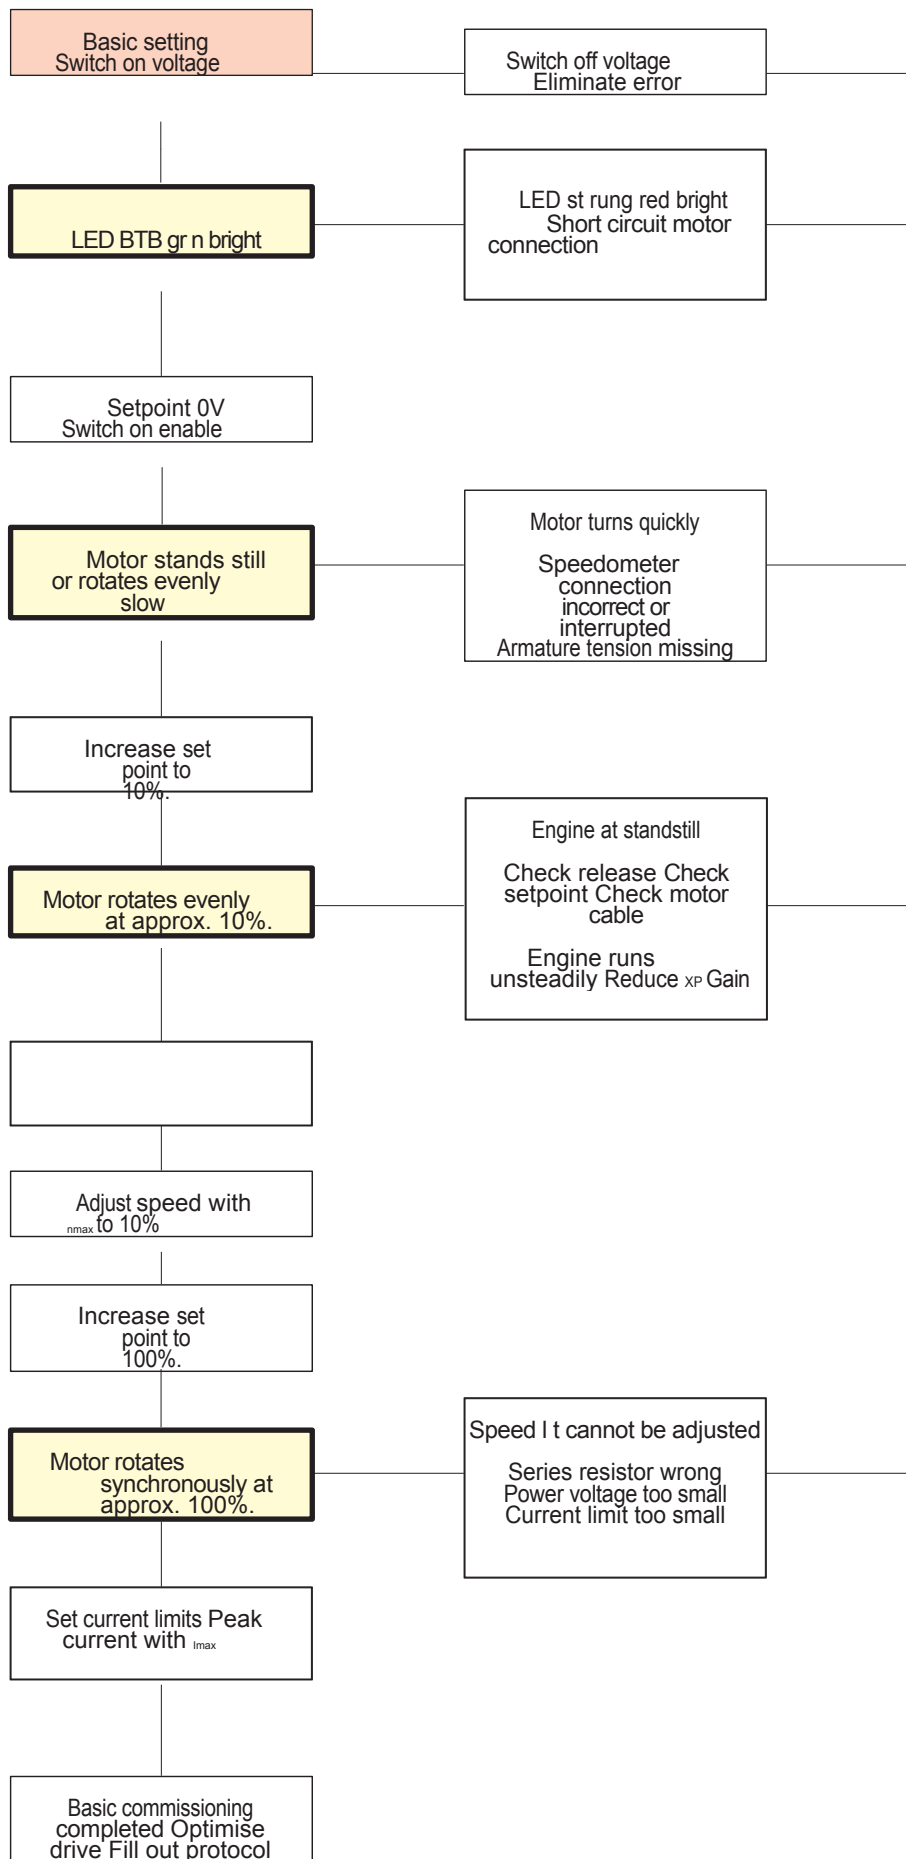 Basic setting
Switch on voltage
Switch off voltage
Eliminate error
LED BTB gr n bright
LED st rung red bright
Short circuit motor
connection
Setpoint 0V
Switch on enable
Motor stands still
or rotates evenly
slow
Motor turns quickly
Speedometer
connection
incorrect or
interrupted
Armature tension missing
Increase set
point to
10%.
Motor rotates evenly
at approx. 10%.
Engine at standstill
Check release Check
setpoint Check motor
cable
Engine runs
unsteadily Reduce XP Gain
Adjust speed with
nmax to 10%
Increase set
point to
100%.
Motor rotates
synchronously at
approx. 100%.
Speed l t cannot be adjusted
Series resistor wrong
Power voltage too small
Current limit too small
Set current limits Peak
current with Imax
Basic commissioning
completed Optimise
drive Fill out protocol